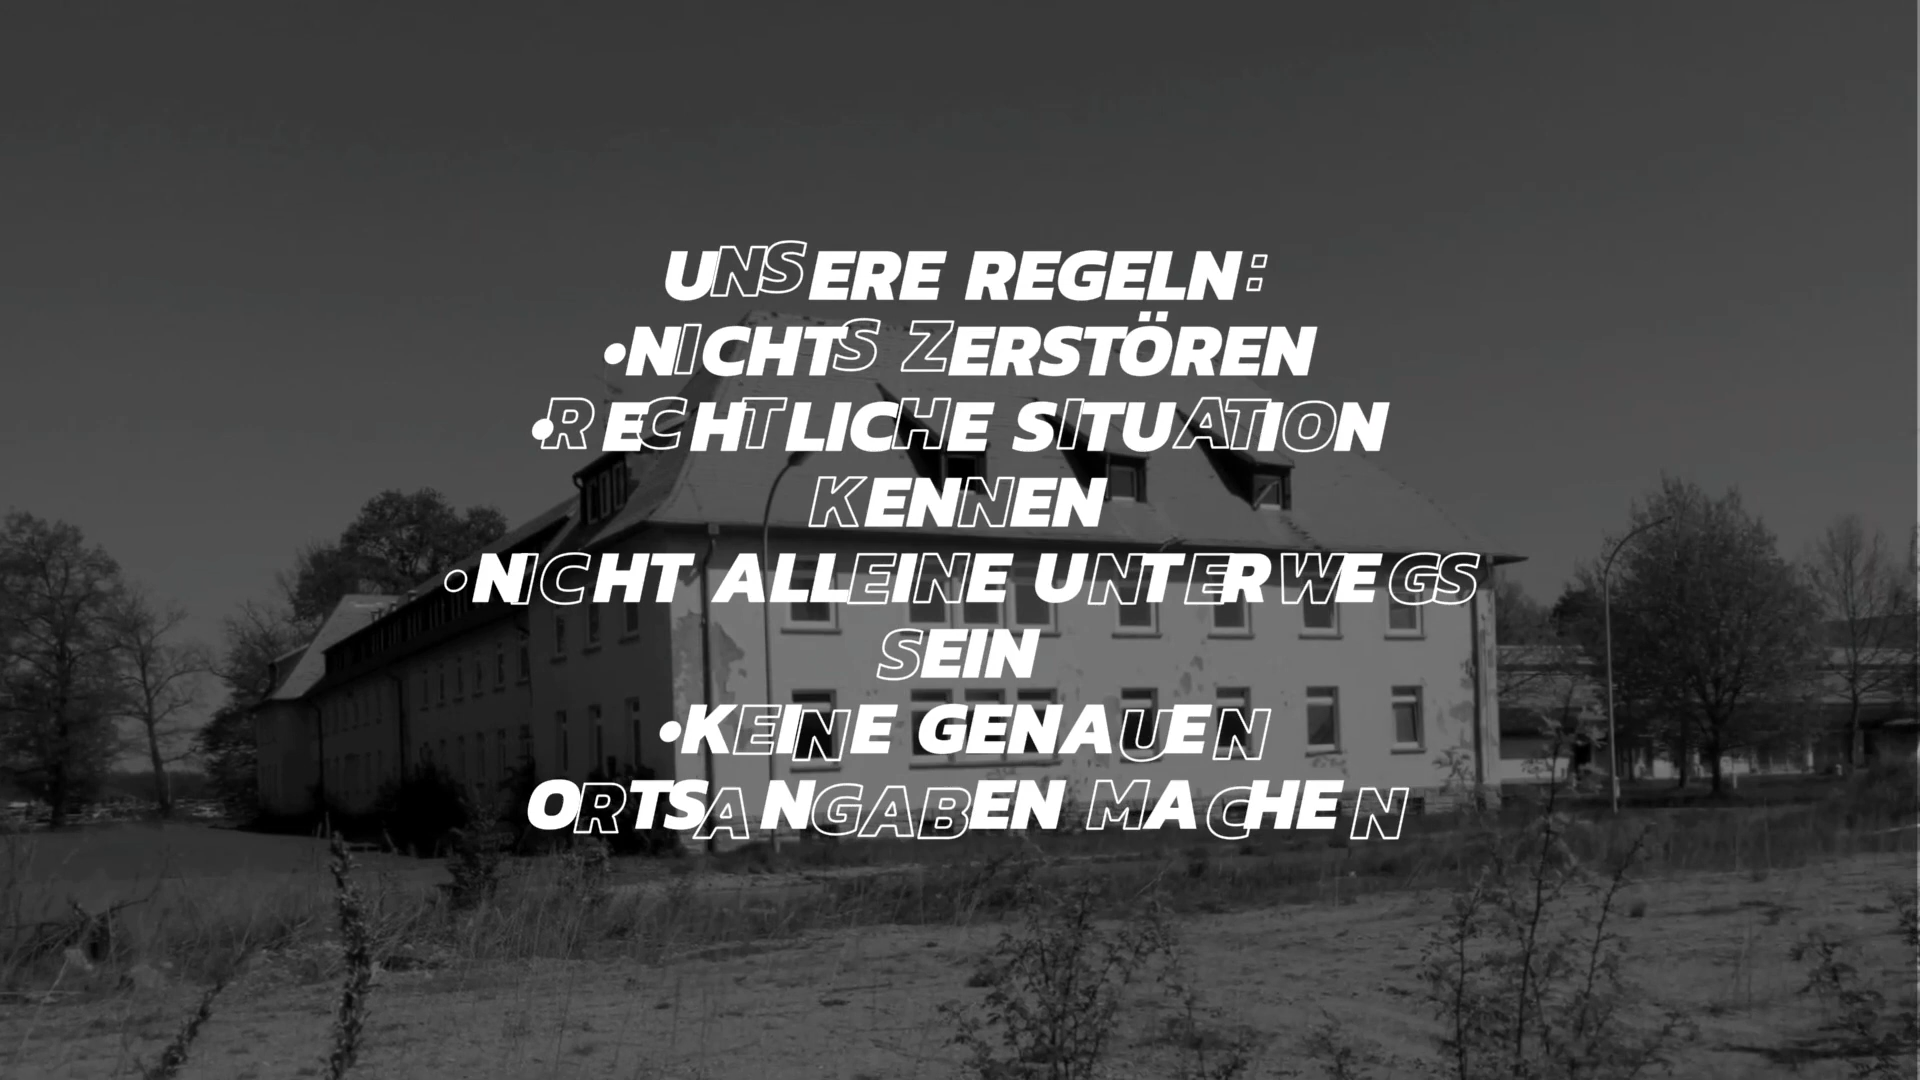 UNSERE REGELN:
•NICHTS ZERSTÖREN
•RECHTLICHE SITUATION
KENNEN
•NICHT ALLEINE UNTERWEGS
SEIN
•KEINE GENAUEN
ORTSANGABEN MACHEN